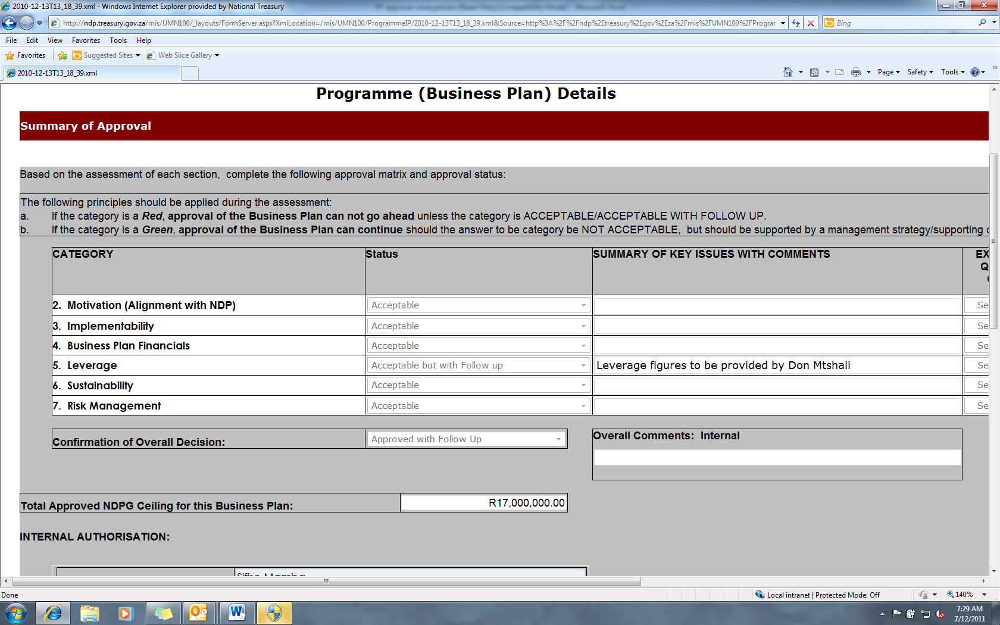 2010-12-13T13_18_39.xml - Windows Internet Explorer provided by National Treasury
http://ndp.treasury.gov.za/mis/UMN100/_layouts/FormServer.aspx?XmlLocation=/mis/UMN100/ProgrammeIP/2010-12-13T13_18_39.xml&Source=http%3A%2F%2Fndp%2Etreasury%2Egov%2Eza%2Fmis%2FUMN100%2FPrograr
Bing
File Edit View Favorites Tools Help
Favorites Suggested Sites Web Slice Gallery
2010-12-13T13_18_39.xml
Page Safety Tools
Programme (Business Plan) Details
Summary of Approval
Based on the assessment of each section, complete the following approval matrix and approval status:
The following principles should be applied during the assessment:
a. If the category is a Red, approval of the Business Plan can not go ahead unless the category is ACCEPTABLE/ACCEPTABLE WITH FOLLOW UP.
b. If the category is a Green, approval of the Business Plan can continue should the answer to be category be NOT ACCEPTABLE, but should be supported by a management strategy/supporting
CATEGORY Status SUMMARY OF KEY ISSUES WITH COMMENTS EX
Q
2. Motivation (Alignment with NDP) Acceptable Se
3. Implementability Acceptable Se
4. Business Plan Financials Acceptable Se
5. Leverage Acceptable but with Follow up Leverage figures to be provided by Don Mtshali Se
6. Sustainability Acceptable Se
7. Risk Management Acceptable Se
Confirmation of Overall Decision: Approved with Follow Up Overall Comments: Internal
Total Approved NDPG Ceiling for this Business Plan: R17,000,000.00
INTERNAL AUTHORISATION:
Sifiso Mamba
Done Local intranet | Protected Mode: Off 140%
7:29 AM
7/12/2011